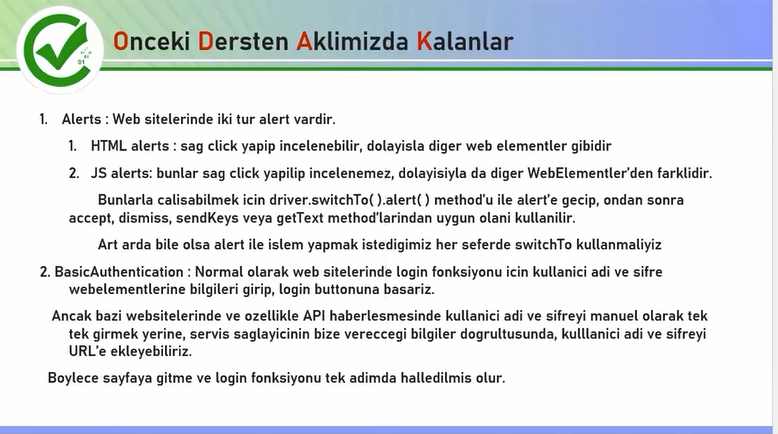 Onceki Dersten Aklimizda Kalanlar
1. Alerts : Web sitelerinde iki tur alert vardir.
1. HTML alerts : sag click yapip incelenebilir, dolayisla diger web elementler gibidir
2. JS alerts: bunlar sag click yapilip incelenemez, dolayisiyla da diger WebElementler'den farklidir.
Bunlarla calisabilmek icin driver.switchTo( ).alert( ) method'u ile alert'e gecip, ondan sonra
accept, dismiss, sendKeys veya getText method'larindan uygun olani kullanilir.
Art arda bile olsa alert ile islem yapmak istedigimiz her seferde switchTo kullanmaliyiz
2. BasicAuthentication : Normal olarak web sitelerinde login fonksiyonu icin kullanici adi ve sifre
webelementlerine bilgileri girip, login buttonuna basariz.
Ancak bazi websitelerinde ve ozellikle API haberlesmesinde kullanici adi ve sifreyi manuel olarak tek
tek girmek yerine, servis saglayicinin bize vereccegi bilgiler dogrultusunda, kulllanici adi ve sifreyi
URL'e ekleyebiliriz.
Boylece sayfaya gitme ve login fonksiyonu tek adimda halledilmis olur.